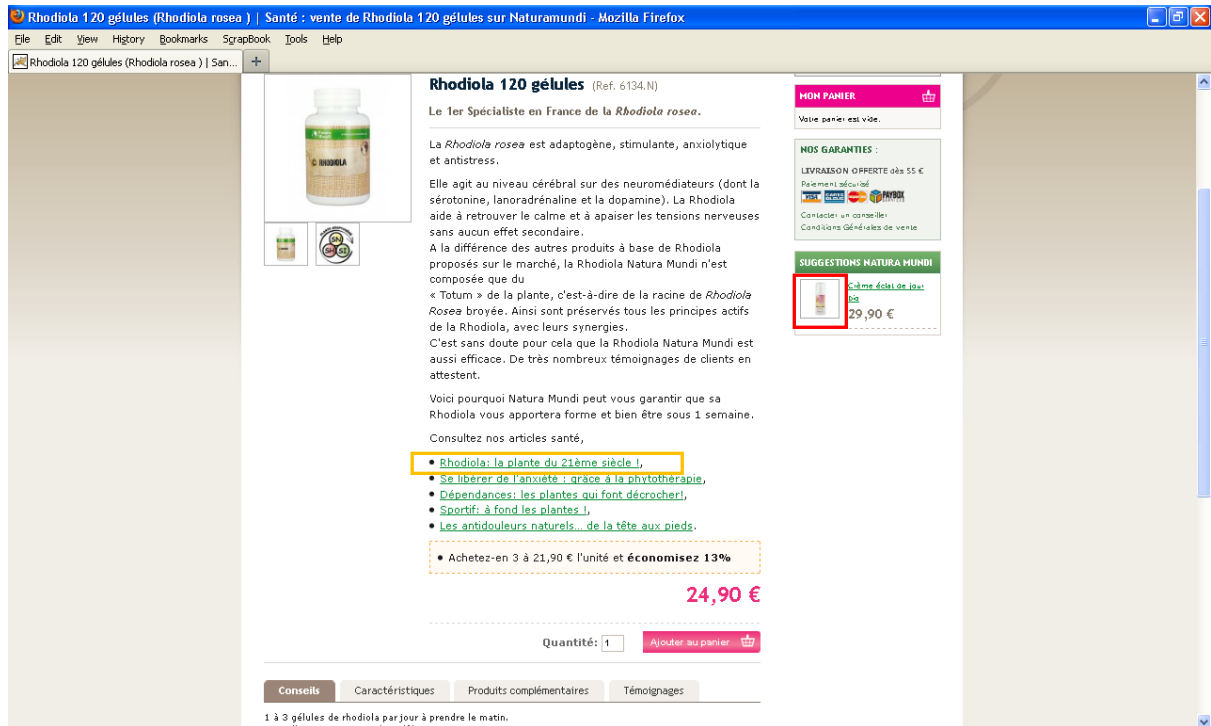 Rhodiola 120 gélules (Rhodiola rosea ) | Santé : vente de Rhodiola 120 gélules sur Naturamundi - Mozilla Firefox
File Edit View History Bookmarks ScrapBook Tools Help
Rhodiola 120 gélules (Rhodiola rosea ) | San...
Rhodiola 120 gélules (Ref. 6134.N)
Le 1er Spécialiste en France de la Rhodiola rosea.
La Rhodiola rosea est adaptogène, stimulante, anxiolytique
et antistress.
Elle agit au niveau cérébral sur des neuromédiateurs (dont la
sérotonine, lanoradrénaline et la dopamine). La Rhodiola
aide à retrouver le calme et à apaiser les tensions nerveuses
sans aucun effet secondaire.
A la différence des autres produits à base de Rhodiola
proposés sur le marché, la Rhodiola Natura Mundi n'est
composée que du
« Totum » de la plante, c'est-à-dire de la racine de Rhodiola
Rosea broyée. Ainsi sont préservés tous les principes actifs
de la Rhodiola, avec leurs synergies.
C'est sans doute pour cela que la Rhodiola Natura Mundi est
aussi efficace. De très nombreux témoignages de clients en
attestent.
Voici pourquoi Natura Mundi peut vous garantir que sa
Rhodiola vous apportera forme et bien être sous 1 semaine.
Consultez nos articles santé,
• Rhodiola: la plante du 21ème siècle !,
• Se libérer de l'anxiété : grâce à la phytothérapie,
• Dépendances: les plantes qui font décrocher!,
• Sportif: à fond les plantes !,
• Les antidouleurs naturels... de la tête aux pieds.
• Achetez-en 3 à 21,90 € l'unité et économisez 13%
24,90 €
Quantité: 1 Ajouter au panier
Conseils Caractéristiques Produits complémentaires Témoignages
1 à 3 gélules de rhodiola par jour à prendre le matin.
RHODIOLA
MON PANIER
Votre panier est vide.
NOS GARANTIES :
LIVRAISON OFFERTE dès 55 €
Paiement sécurisé
VISA CARTE BLEUE PAYBOX
Contacter un conseiller
Conditions Générales de vente
SUGGESTIONS NATURA MUNDI
Crème éclat de jour
Bio
29,90 €